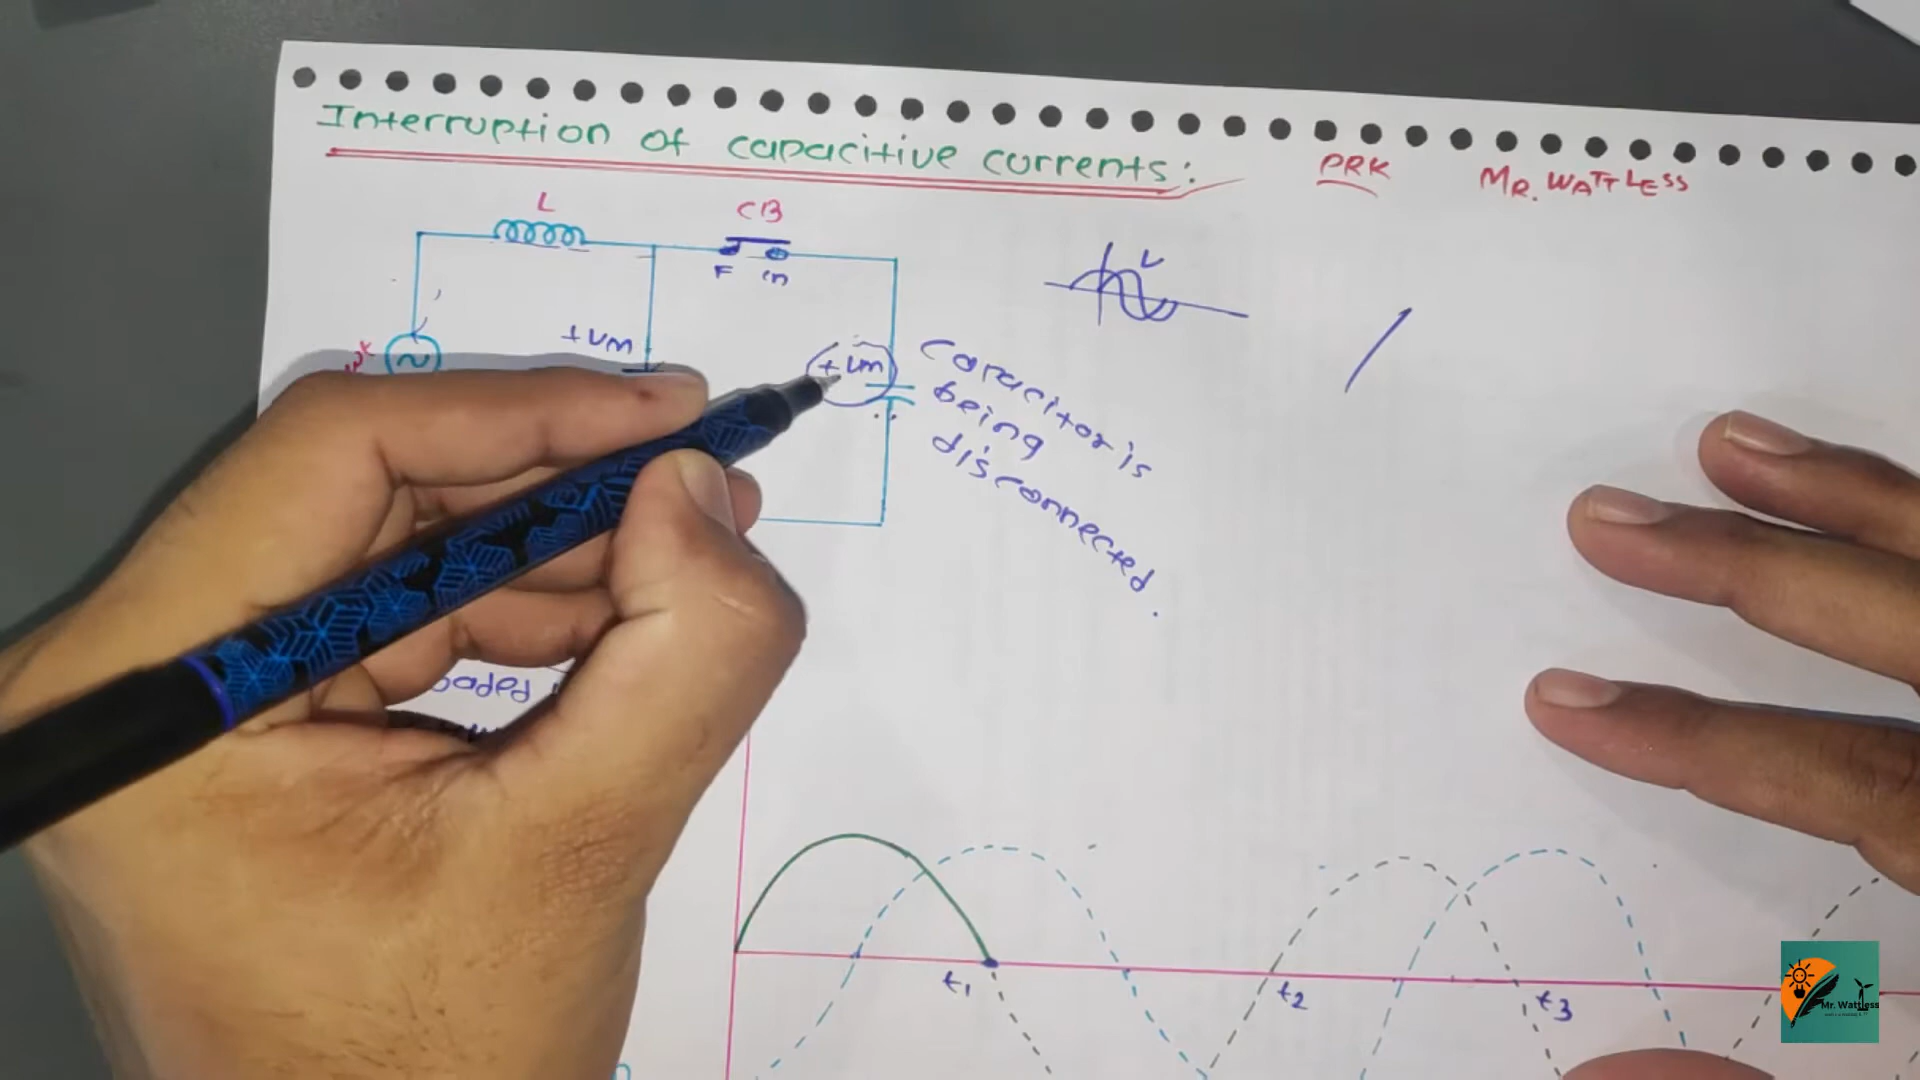 Interruption of capacitive currents:
PRK
MR. WATTLESS
L
CB
F
m
+Vm
+Vm
Capacitor is
being
disconnected.
t1
t2
t3
Mr. Wattless